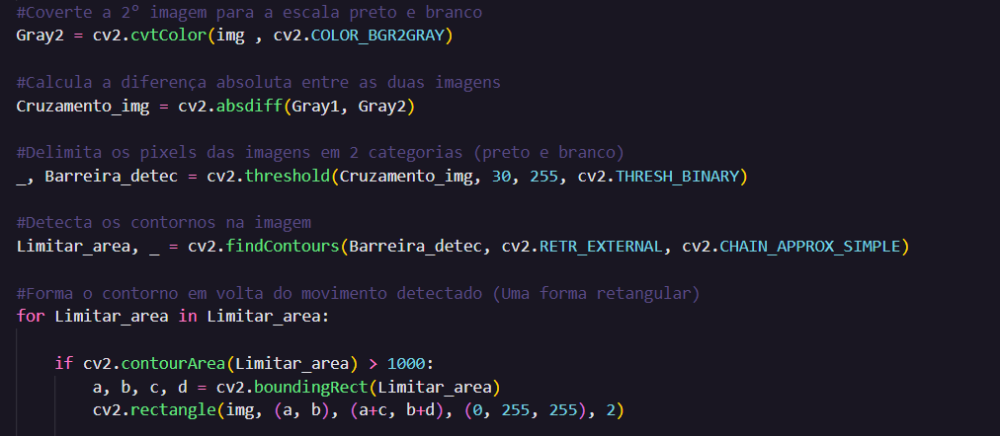 #Coverte a 2º imagem para a escala preto e branco
Gray2 = cv2.cvtColor(img , cv2.COLOR_BGR2GRAY)
#Calcula a diferença absoluta entre as duas imagens
Cruzamento_img = cv2.absdiff(Gray1, Gray2)
#Delimita os pixels das imagens em 2 categorias (preto e branco)
_, Barreira_detec = cv2.threshold(Cruzamento_img, 30, 255, cv2.THRESH_BINARY)
#Detecta os contornos na imagem
Limitar_area, _ = cv2.findContours(Barreira_detec, cv2.RETR_EXTERNAL, cv2.CHAIN_APPROX_SIMPLE)
#Forma o contorno em volta do movimento detectado (Uma forma retangular)
for Limitar_area in Limitar_area:
    if cv2.contourArea(Limitar_area) > 1000:
        a, b, c, d = cv2.boundingRect(Limitar_area)
        cv2.rectangle(img, (a, b), (a+c, b+d), (0, 255, 255), 2)